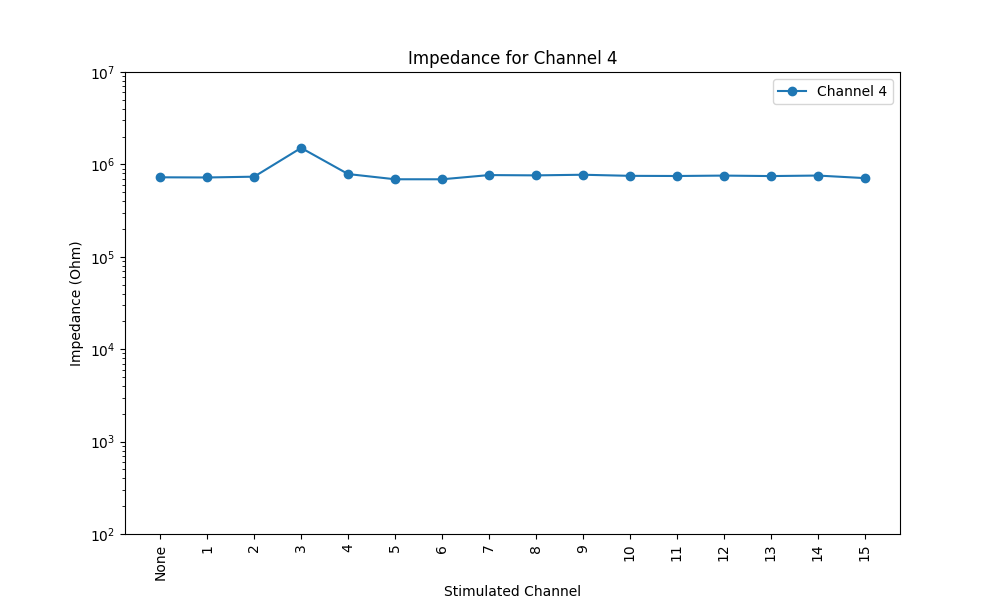 Impedance for Channel 4
Channel 4
Impedance (Ohm)
10⁷
10⁶
10⁵
10⁴
10³
10²
None 1 2 3 4 5 6 7 8 9 10 11 12 13 14 15
Stimulated Channel